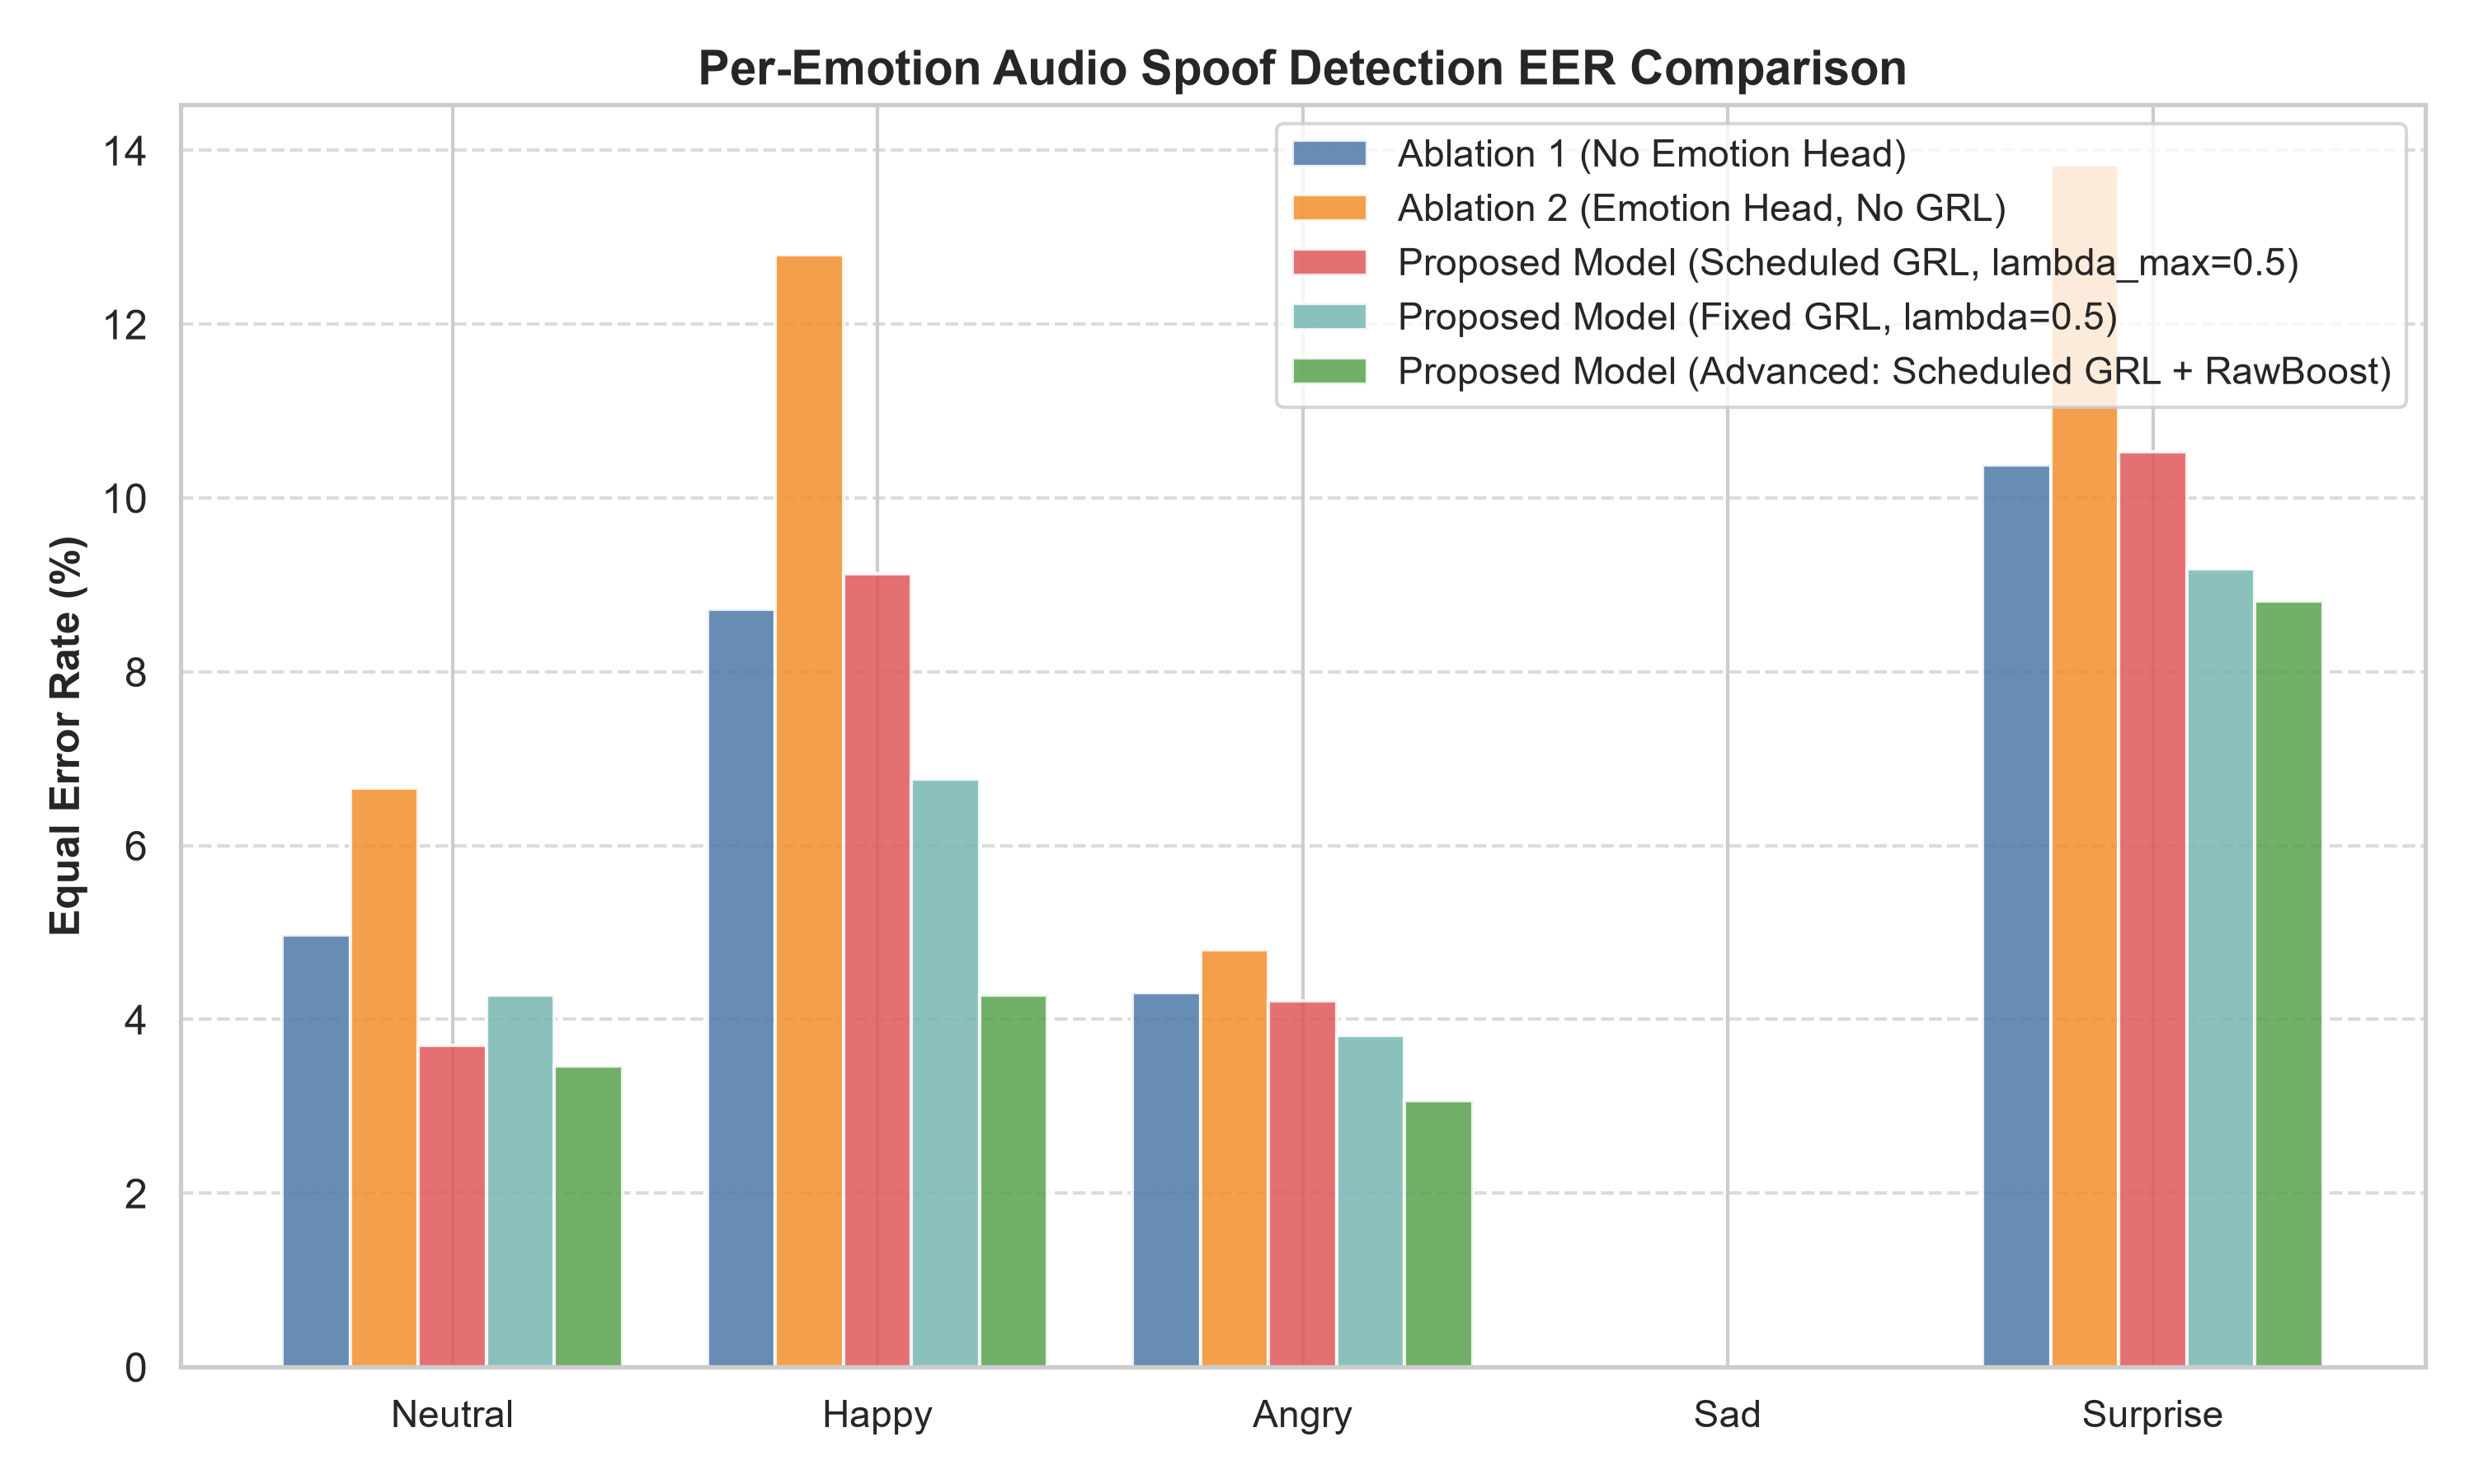 Per-Emotion Audio Spoof Detection EER Comparison
Ablation 1 (No Emotion Head)
Ablation 2 (Emotion Head, No GRL)
Proposed Model (Scheduled GRL, lambda_max=0.5)
Proposed Model (Fixed GRL, lambda=0.5)
Proposed Model (Advanced: Scheduled GRL + RawBoost)
Equal Error Rate (%)
14
12
10
8
6
4
2
0
Neutral Happy Angry Sad Surprise